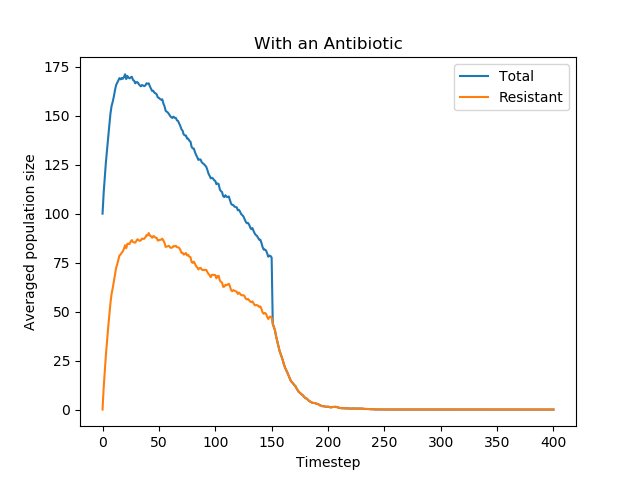 With an Antibiotic
Total
Resistant
175
150
125
100
75
50
25
0
Averaged population size
0 50 100 150 200 250 300 350 400
Timestep